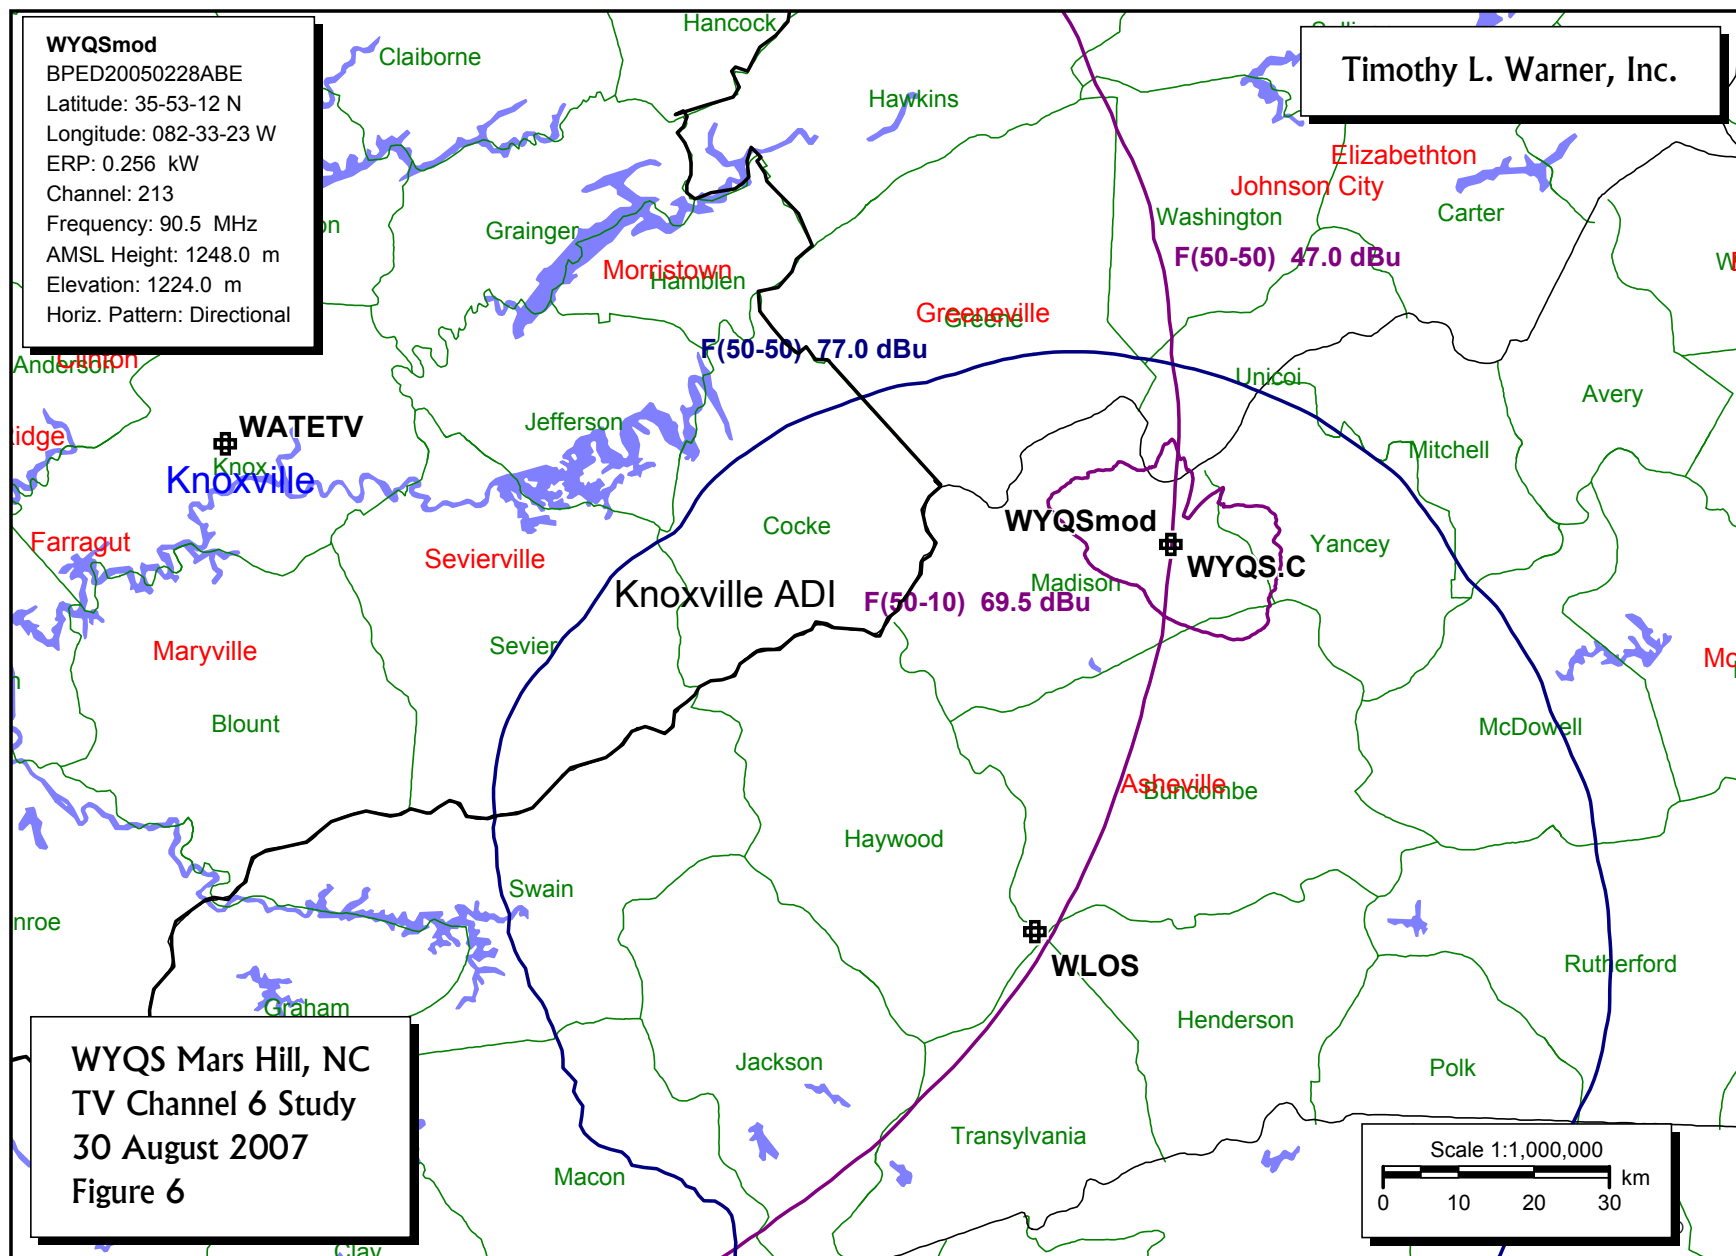 WYQSmod
BPED20050228ABE
Latitude: 35-53-12 N
Longitude: 082-33-23 W
ERP: 0.256 kW
Channel: 213
Frequency: 90.5 MHz
AMSL Height: 1248.0 m
Elevation: 1224.0 m
Horiz. Pattern: Directional
Timothy L. Warner, Inc.
Hancock
Claiborne
Hawkins
Elizabethton
Johnson City
Washington
Carter
Grainger
F(50-50) 47.0 dBu
Morristown
Hamblen
Greeneville
Greene
F(50-50) 77.0 dBu
Clinton
Anderson
Unicoi
Avery
Jefferson
WATETV
idge
Knox
Knoxville
Mitchell
Cocke
WYQSmod
Farragut
Sevierville
Yancey
WYQS.C
Madison
Knoxville ADI
F(50-10) 69.5 dBu
Sevier
Maryville
Blount
McDowell
Asheville
Buncombe
Haywood
Swain
nroe
WLOS
Rutherford
Graham
Henderson
Jackson
Polk
Transylvania
Macon
Clay
WYQS Mars Hill, NC
TV Channel 6 Study
30 August 2007
Figure 6
Scale 1:1,000,000
km
0 10 20 30